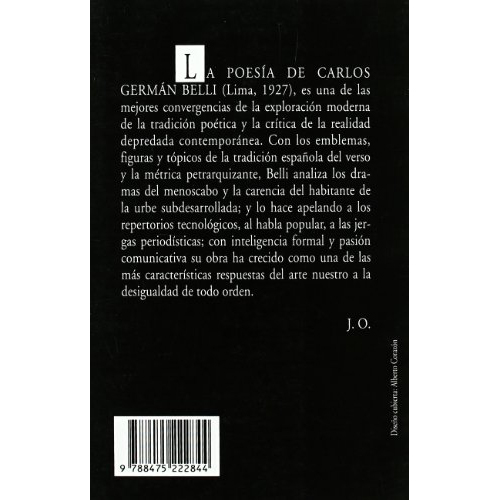 LA POESÍA DE CARLOS
GERMÁN BELLI (Lima, 1927), es una de las
mejores convergencias de la exploración moderna
de la tradición poética y la crítica de la realidad
depredada contemporánea. Con los emblemas,
figuras y tópicos de la tradición española del verso
y la métrica petrarquizante, Belli analiza los dra-
mas del menoscabo y la carencia del habitante de
la urbe subdesarrollada; y lo hace apelando a los
repertorios tecnológicos, al habla popular, a las jer-
gas periodísticas; con inteligencia formal y pasión
comunicativa su obra ha crecido como una de las
más características respuestas del arte nuestro a la
desigualdad de todo orden.
J. O.
Diseño cubierta: Alberto Corazón
9 788475 222844